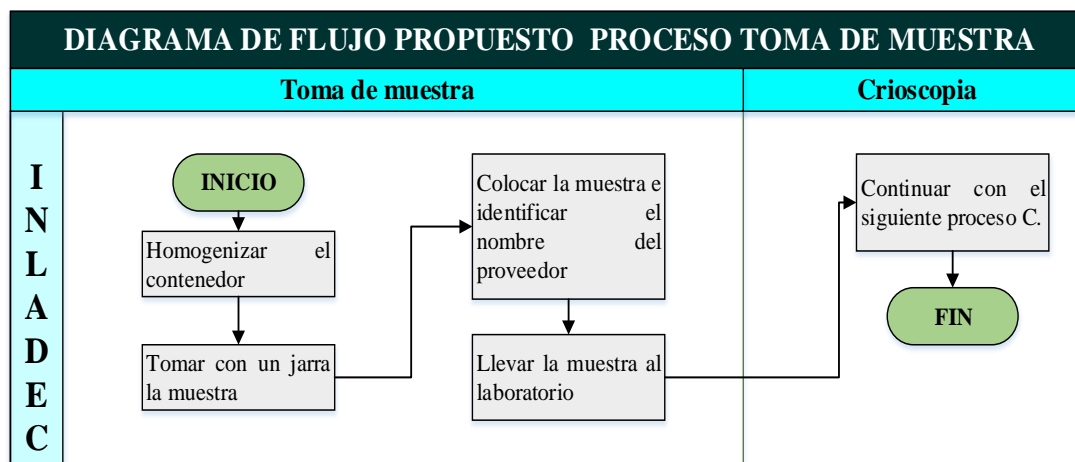 DIAGRAMA DE FLUJO PROPUESTO PROCESO TOMA DE MUESTRA
Toma de muestra
Crioscopia
I
N
L
A
D
E
C
INICIO
Homogenizar el
contenedor
Tomar con un jarra
la muestra
Colocar la muestra e
identificar el
nombre del
proveedor
Llevar la muestra al
laboratorio
Continuar con el
siguiente proceso C.
FIN